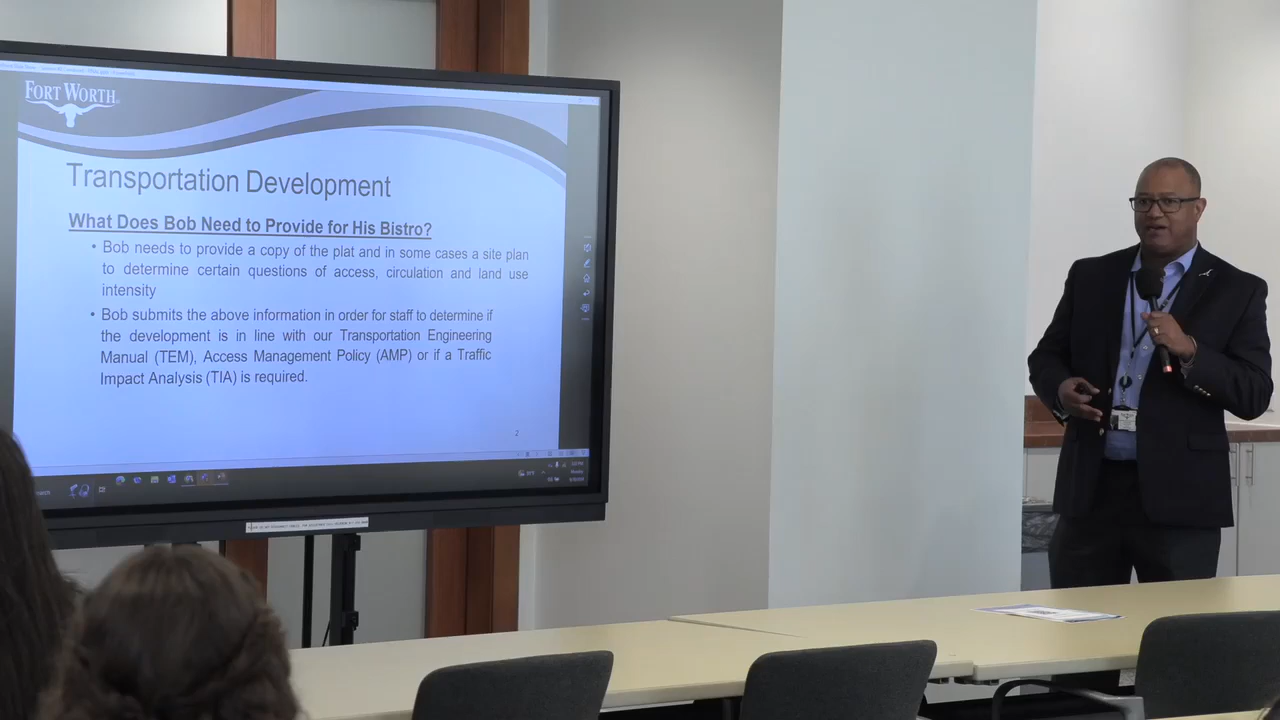 FORT WORTH
Transportation Development
What Does Bob Need to Provide for His Bistro?
• Bob needs to provide a copy of the plat and in some cases a site plan
to determine certain questions of access, circulation and land use
intensity
• Bob submits the above information in order for staff to determine if
the development is in line with our Transportation Engineering
Manual (TEM), Access Management Policy (AMP) or if a Traffic
Impact Analysis (TIA) is required.
2